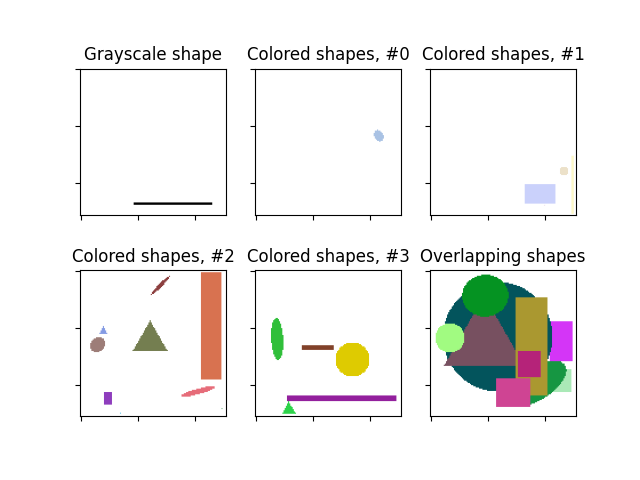 Grayscale shape
Colored shapes, #0
Colored shapes, #1
Colored shapes, #2
Colored shapes, #3
Overlapping shapes